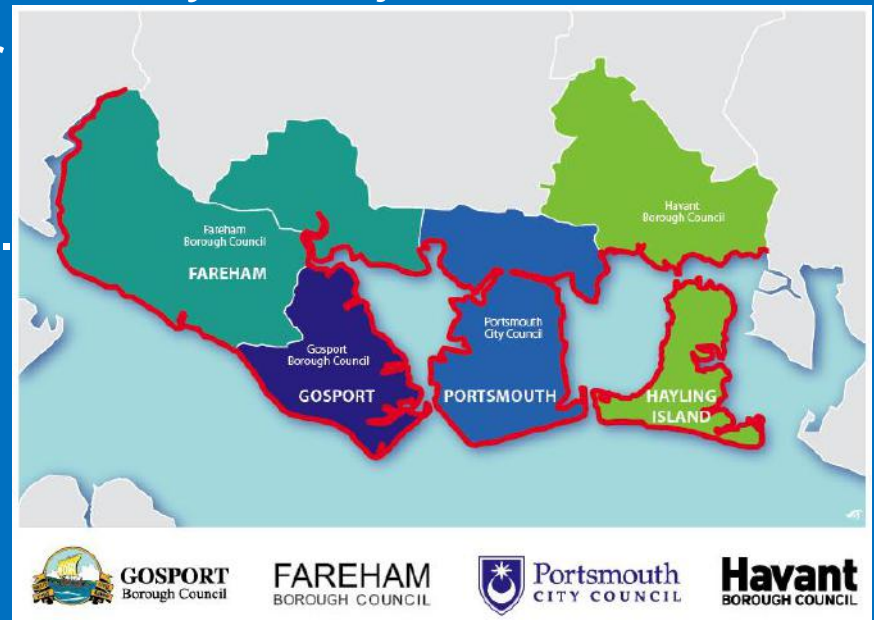 Havant
Borough Council
Fareham
Borough Council
FAREHAM
Portsmouth
City Council
Gosport
Borough Council
GOSPORT
PORTSMOUTH
HAYLING
ISLAND
GOSPORT
Borough Council
FAREHAM
BOROUGH COUNCIL
Portsmouth
CITY COUNCIL
Havant
BOROUGH COUNCIL